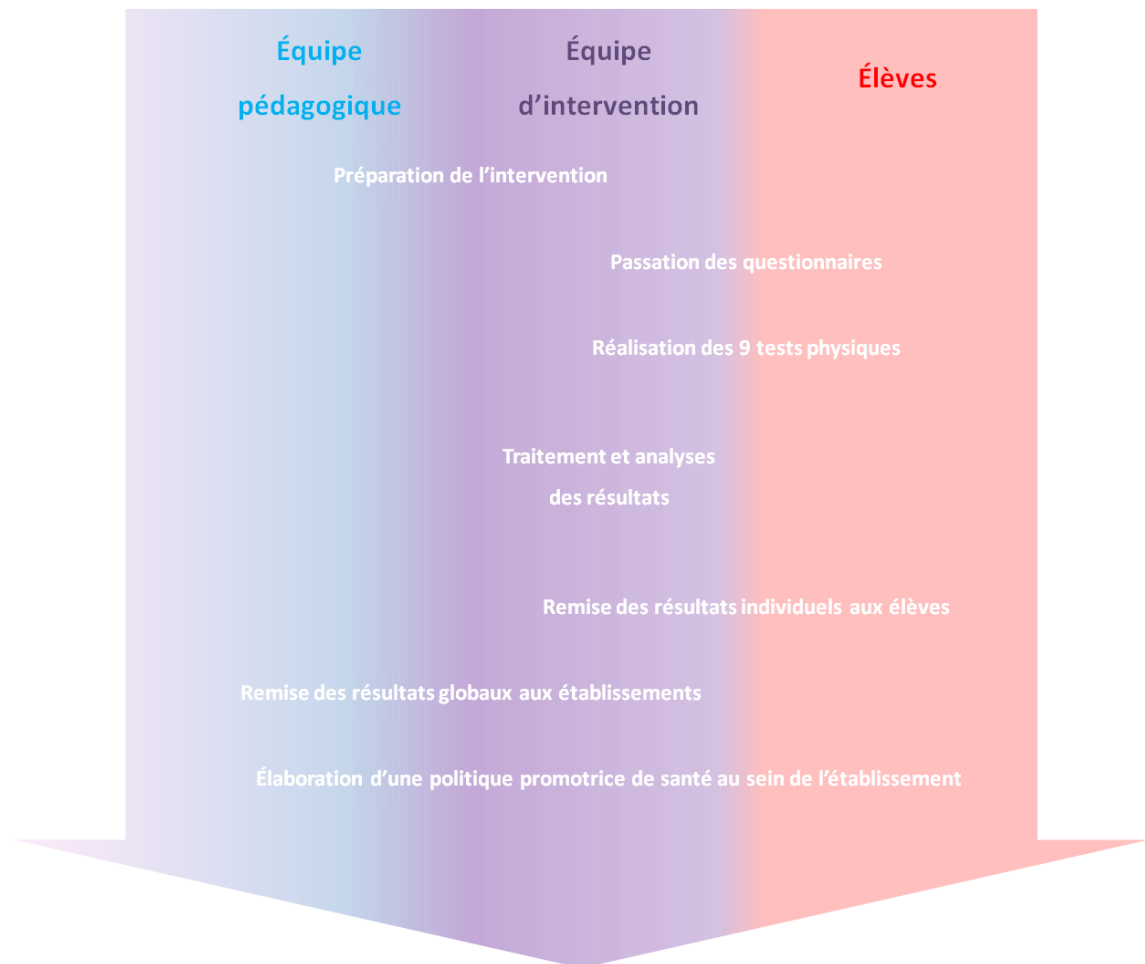 Équipe
pédagogique
Équipe
d’intervention
Élèves
Préparation de l’intervention
Passation des questionnaires
Réalisation des 9 tests physiques
Traitement et analyses
des résultats
Remise des résultats individuels aux élèves
Remise des résultats globaux aux établissements
Élaboration d’une politique promotrice de santé au sein de l’établissement